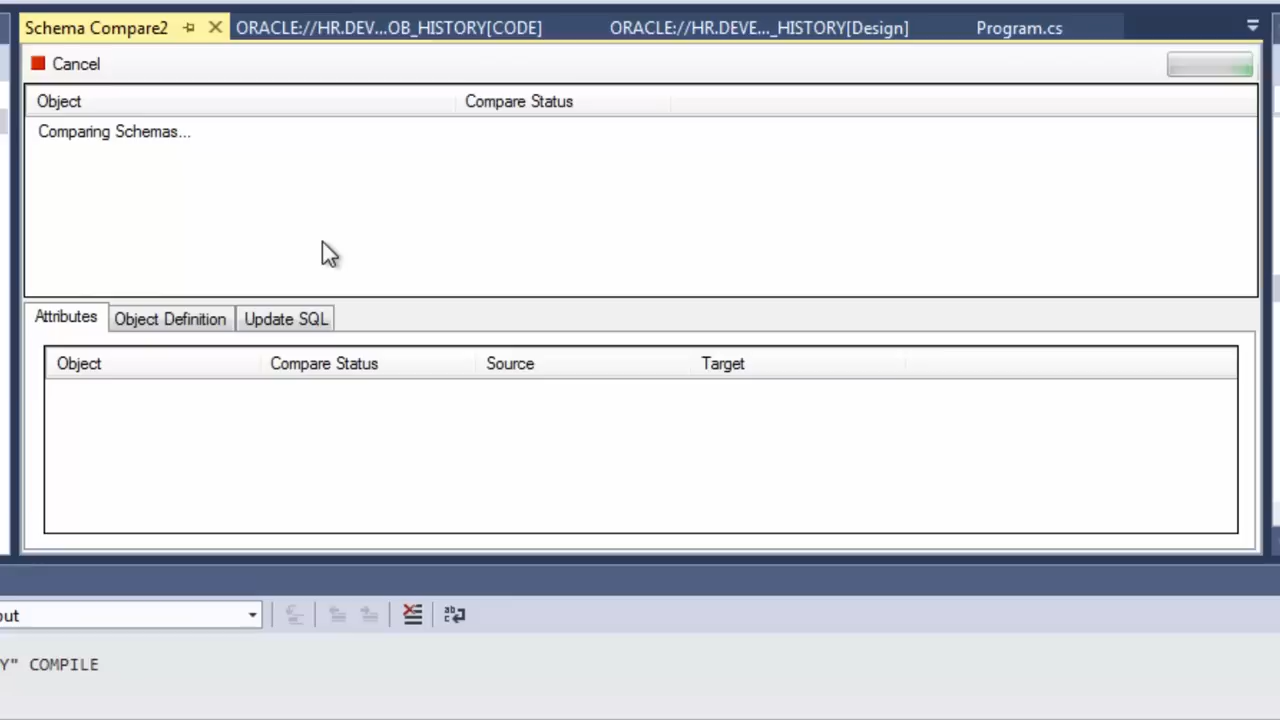 Schema Compare2 ORACLE://HR.DEV...OB_HISTORY[CODE] ORACLE://HR.DEVE..._HISTORY[Design] Program.cs
Cancel
Object Compare Status
Comparing Schemas...
Attributes Object Definition Update SQL
Object Compare Status Source Target
out
Y" COMPILE